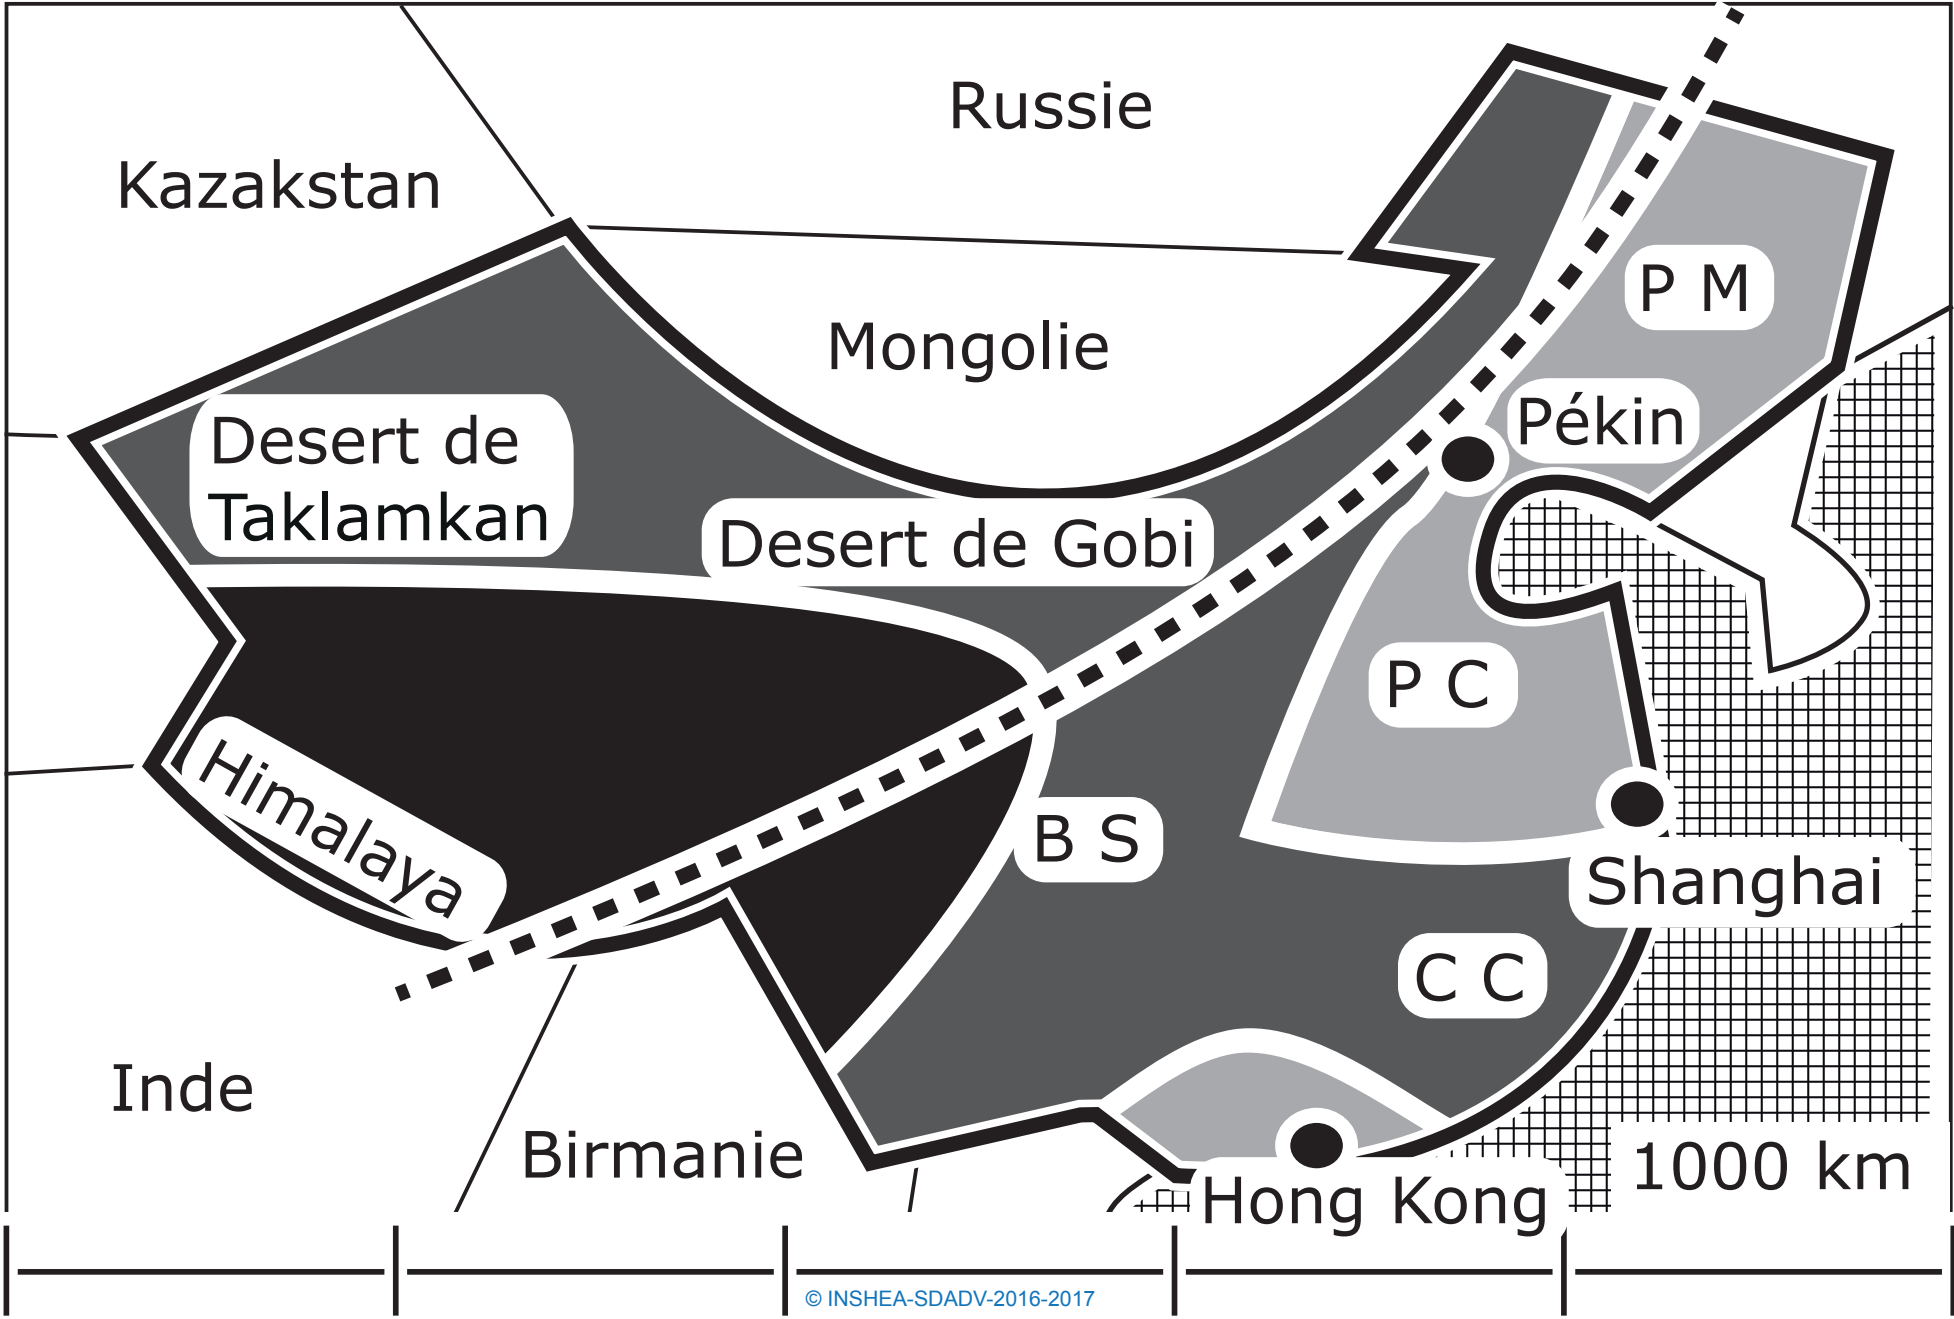 Russie
Kazakstan
P M
Mongolie
Pékin
Desert de
Taklamkan
Desert de Gobi
P C
Himalaya
B S
Shanghai
C C
Inde
Birmanie
1000 km
Hong Kong
© INSHEA-SDADV-2016-2017